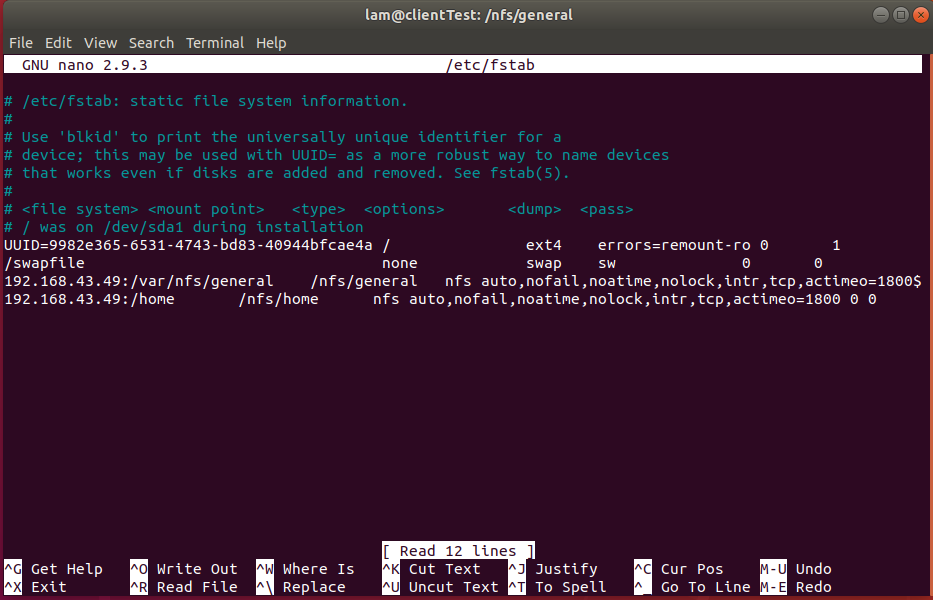 lam@clientTest: /nfs/general
File Edit View Search Terminal Help
GNU nano 2.9.3 /etc/fstab
# /etc/fstab: static file system information.
#
# Use 'blkid' to print the universally unique identifier for a
# device; this may be used with UUID= as a more robust way to name devices
# that works even if disks are added and removed. See fstab(5).
#
# <file system> <mount point>   <type>  <options>       <dump>  <pass>
# / was on /dev/sda1 during installation
UUID=9982e365-6531-4743-bd83-40944bfcae4a /               ext4    errors=remount-ro 0       1
/swapfile                                 none            swap    sw              0       0
192.168.43.49:/var/nfs/general    /nfs/general   nfs auto,nofail,noatime,nolock,intr,tcp,actimeo=1800$
192.168.43.49:/home       /nfs/home      nfs auto,nofail,noatime,nolock,intr,tcp,actimeo=1800 0 0
[ Read 12 lines ]
^G Get Help ^O Write Out ^W Where Is ^K Cut Text ^J Justify ^C Cur Pos M-U Undo
^X Exit ^R Read File ^\ Replace ^U Uncut Text ^T To Spell ^_ Go To Line M-E Redo